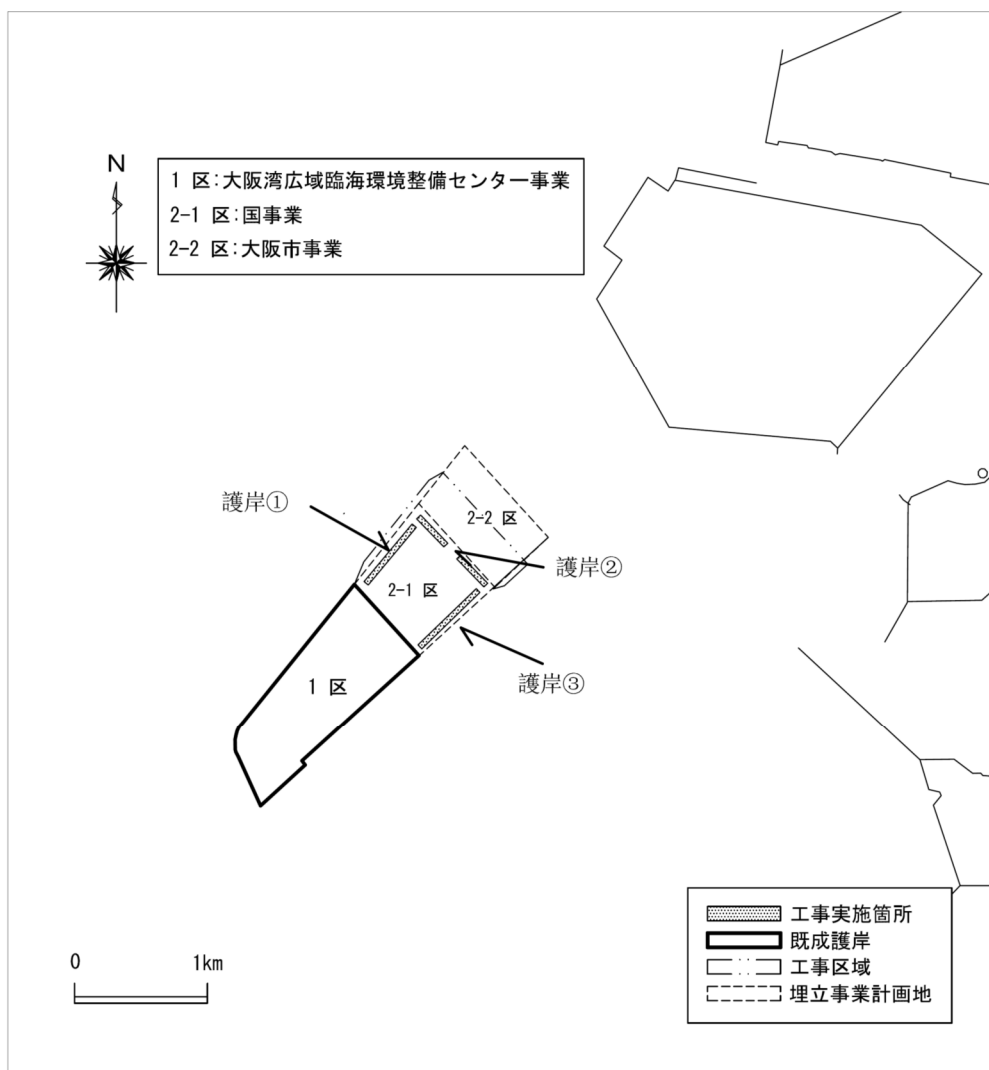 N
1 区:大阪湾広域臨海環境整備センター事業
2-1 区:国事業
2-2 区:大阪市事業
護岸①
2-2 区
護岸②
2-1 区
護岸③
1 区
0 1km
工事実施箇所
既成護岸
工事区域
埋立事業計画地